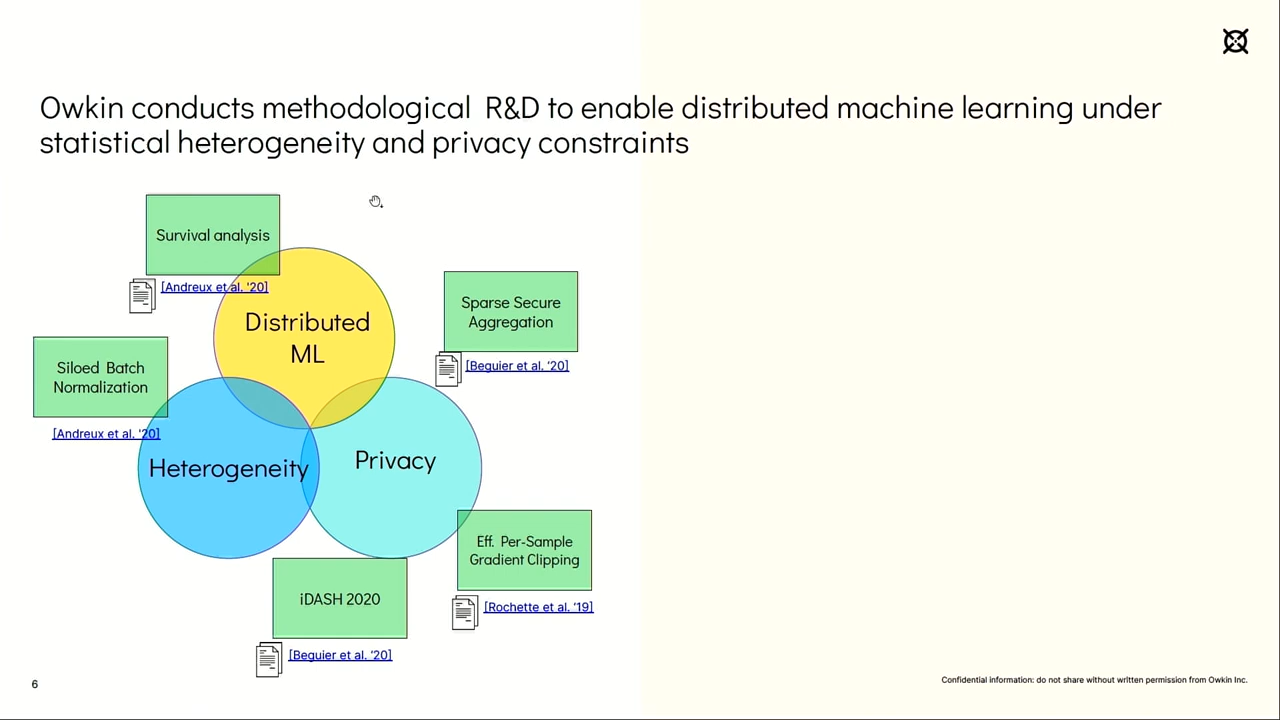 Owkin conducts methodological R&D to enable distributed machine learning under
statistical heterogeneity and privacy constraints
Survival analysis
[Andreux et al. '20]
Distributed
ML
Sparse Secure
Aggregation
[Beguier et al. '20]
Siloed Batch
Normalization
[Andreux et al. '20]
Heterogeneity
Privacy
Eff. Per-Sample
Gradient Clipping
[Rochette et al. '19]
iDASH 2020
[Beguier et al. '20]
6
Confidential information: do not share without written permission from Owkin Inc.